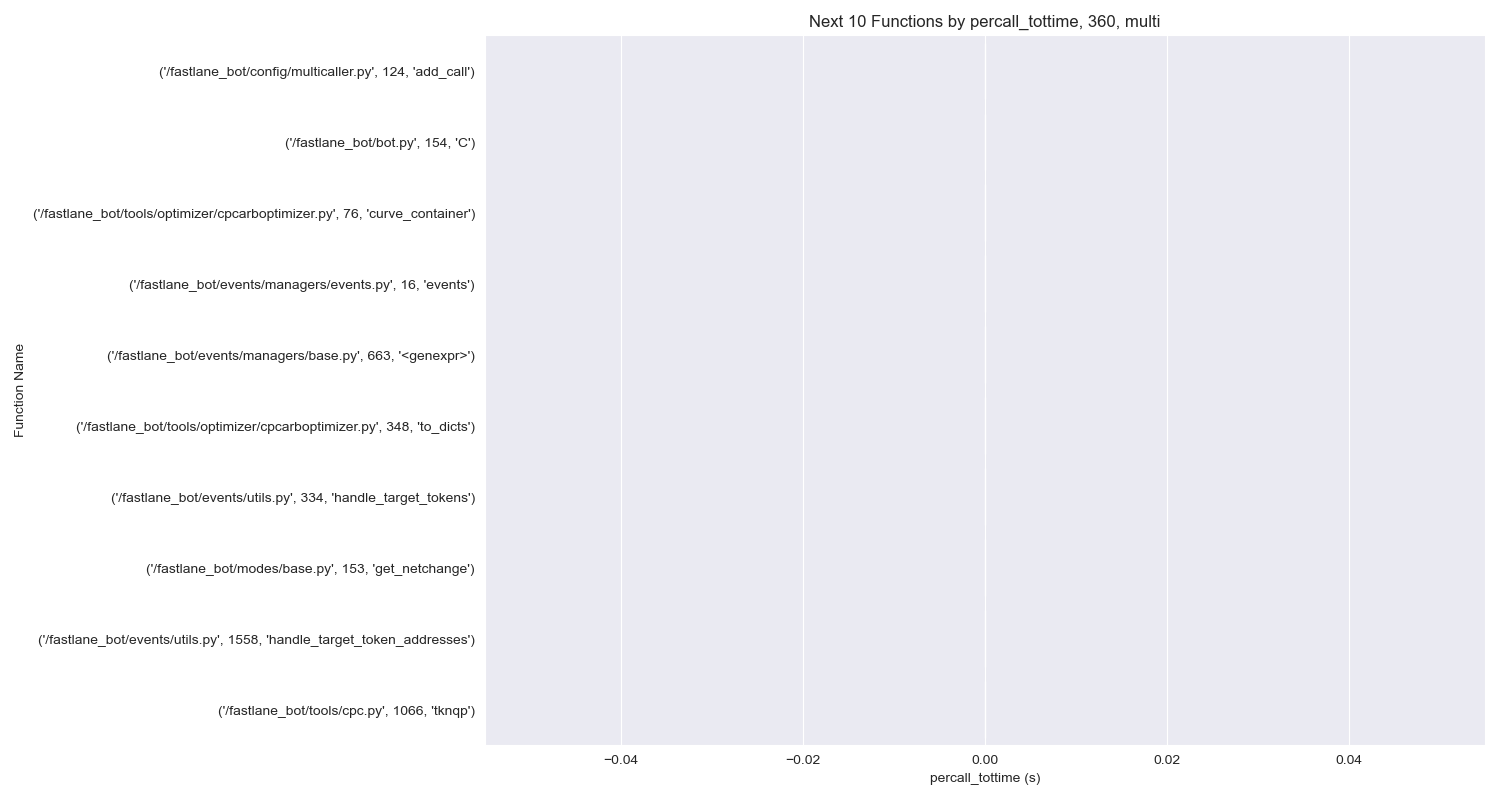 Next 10 Functions by percall_tottime, 360, multi
('/fastlane_bot/config/multicaller.py', 124, 'add_call')
('/fastlane_bot/bot.py', 154, 'C')
('/fastlane_bot/tools/optimizer/cpcarboptimizer.py', 76, 'curve_container')
('/fastlane_bot/events/managers/events.py', 16, 'events')
('/fastlane_bot/events/managers/base.py', 663, '<genexpr>')
('/fastlane_bot/tools/optimizer/cpcarboptimizer.py', 348, 'to_dicts')
('/fastlane_bot/events/utils.py', 334, 'handle_target_tokens')
('/fastlane_bot/modes/base.py', 153, 'get_netchange')
('/fastlane_bot/events/utils.py', 1558, 'handle_target_token_addresses')
('/fastlane_bot/tools/cpc.py', 1066, 'tknqp')
Function Name
−0.04 −0.02 0.00 0.02 0.04
percall_tottime (s)